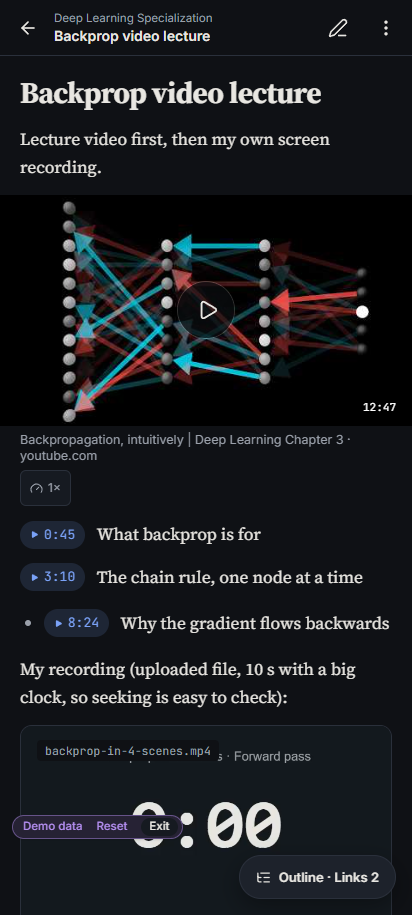 Deep Learning Specialization
Backprop video lecture
Backprop video lecture
Lecture video first, then my own screen
recording.
12:47
Backpropagation, intuitively | Deep Learning Chapter 3 ·
youtube.com
1×
0:45 What backprop is for
3:10 The chain rule, one node at a time
8:24 Why the gradient flows backwards
My recording (uploaded file, 10 s with a big
clock, so seeking is easy to check):
backprop-in-4-scenes.mp4
· Forward pass
0:00
Demo data Reset Exit
Outline · Links 2